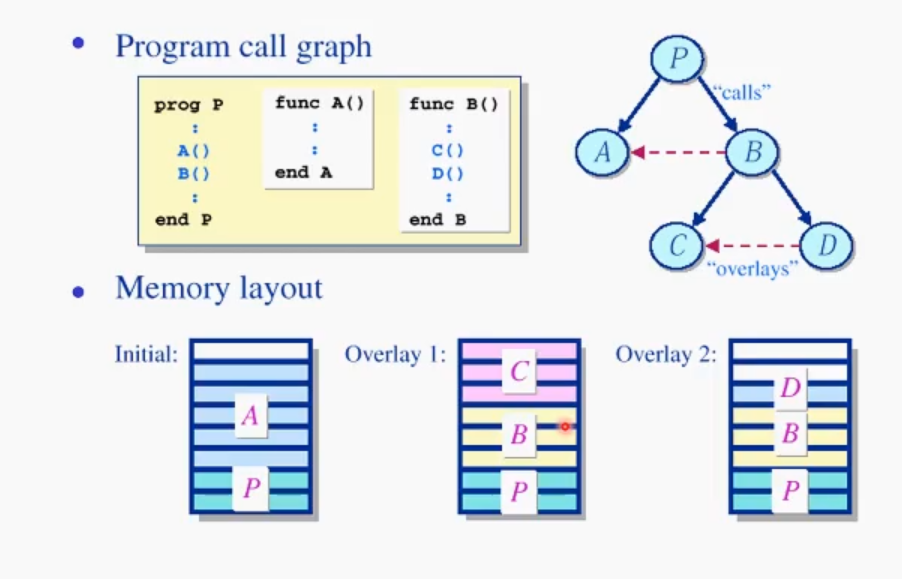 • Program call graph
prog P
:
A()
B()
:
end P
func A()
:
:
end A
func B()
:
C()
D()
:
end B
P
"calls"
A
B
C
D
"overlays"
• Memory layout
Initial:
A
P
Overlay 1:
C
B
P
Overlay 2:
D
B
P